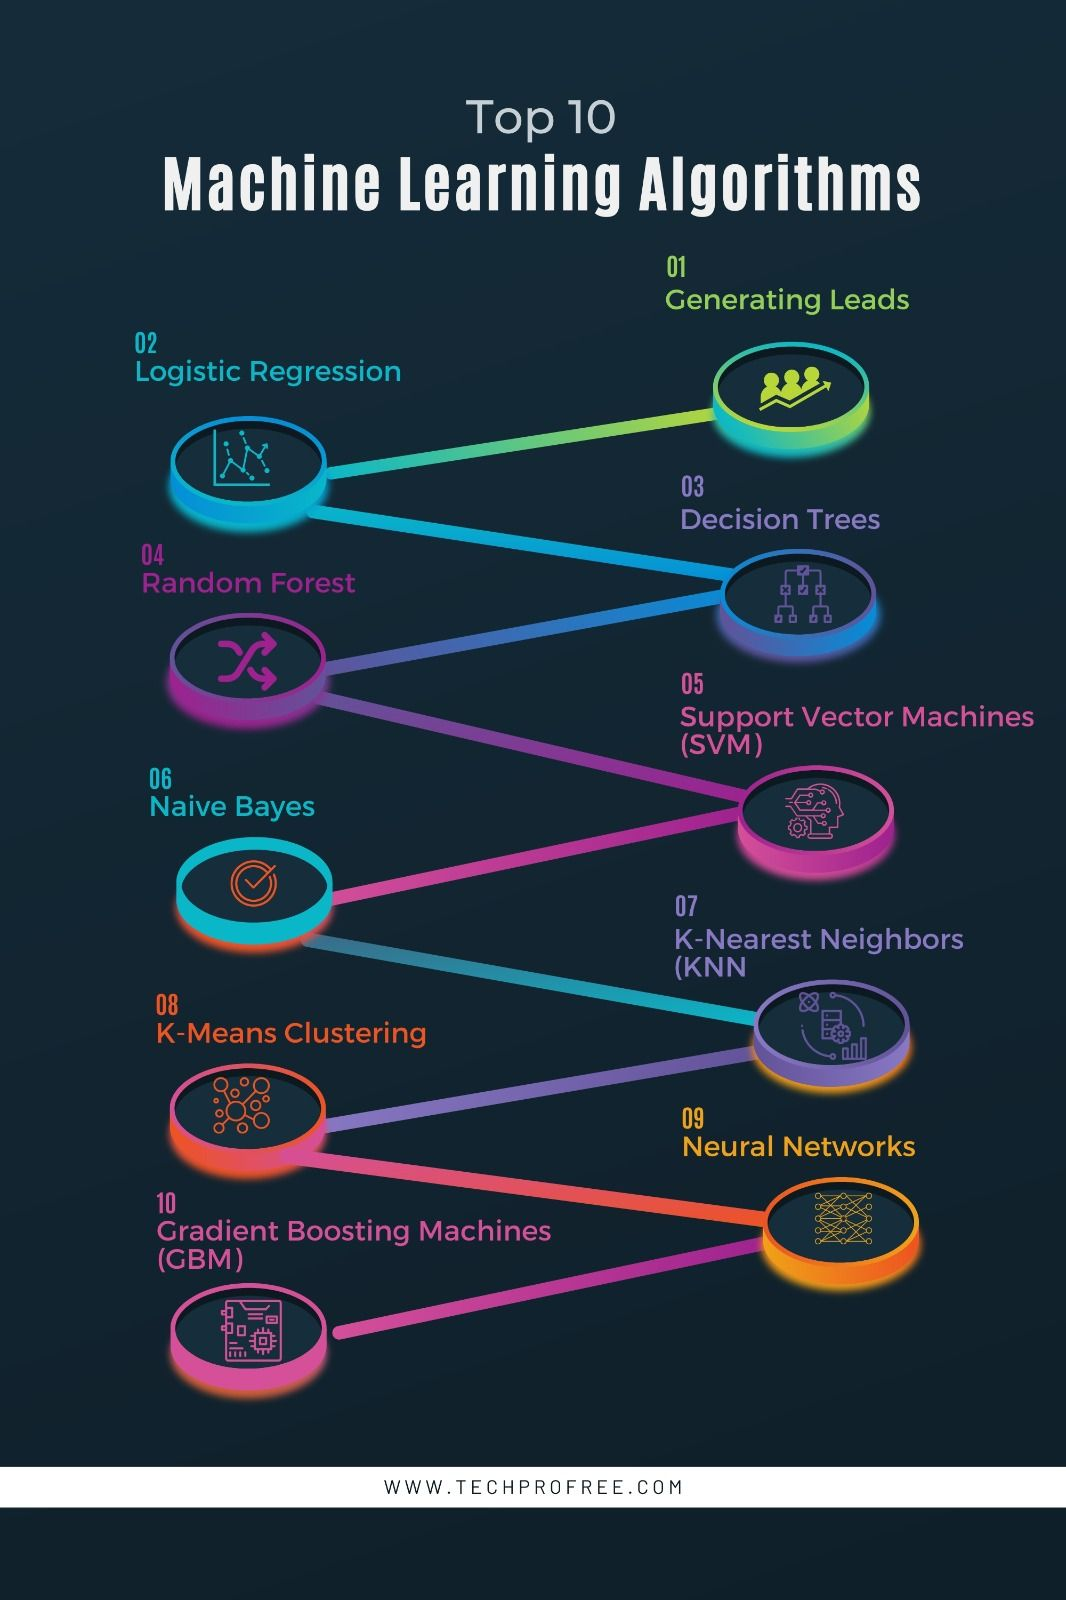 Top 10
Machine Learning Algorithms
01
Generating Leads
02
Logistic Regression
03
Decision Trees
04
Random Forest
05
Support Vector Machines
(SVM)
06
Naive Bayes
07
K-Nearest Neighbors
(KNN
08
K-Means Clustering
09
Neural Networks
10
Gradient Boosting Machines
(GBM)
WWW.TECHPROFREE.COM